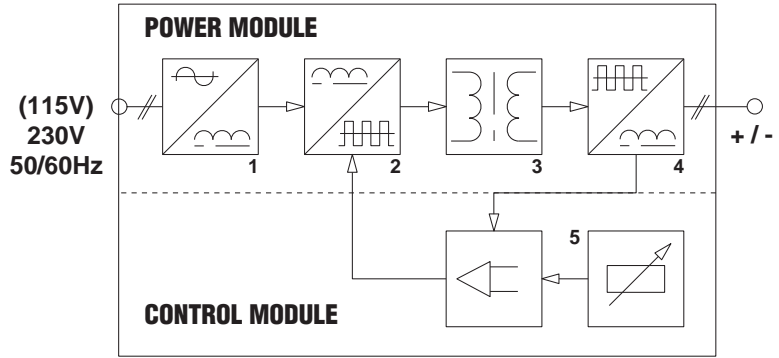 POWER MODULE
(115V)
230V
50/60Hz
1
2
3
4
+ / -
5
CONTROL MODULE